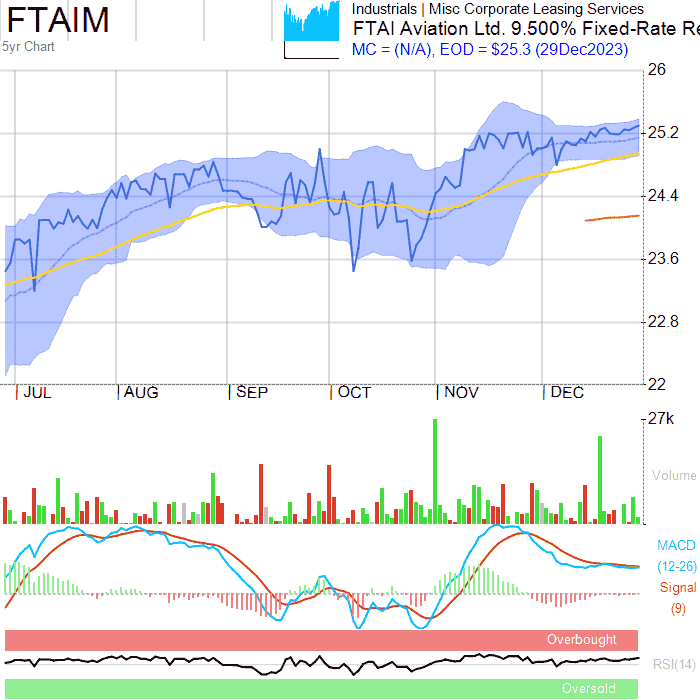 FTAIM
5yr Chart
Industrials | Misc Corporate Leasing Services
FTAI Aviation Ltd. 9.500% Fixed-Rate Re
MC = (N/A), EOD = $25.3 (29Dec2023)
26
25.2
24.4
23.6
22.8
22
JUL AUG SEP OCT NOV DEC
27k
Volume
MACD
(12-26)
Signal
(9)
Overbought
RSI(14)
Oversold